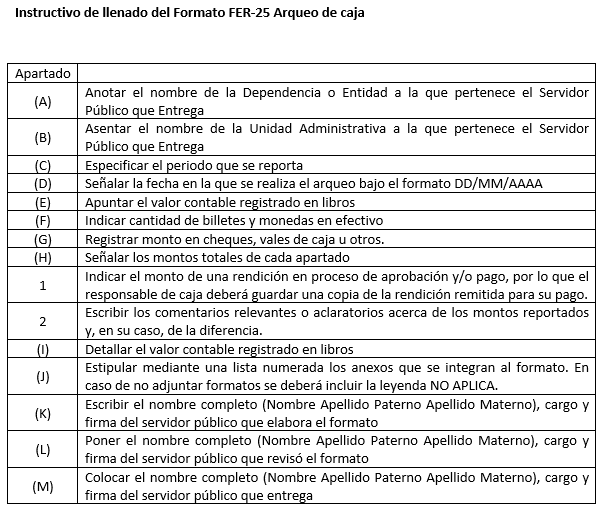 Instructivo de llenado del Formato FER-25 Arqueo de caja
Apartado
(A) Anotar el nombre de la Dependencia o Entidad a la que pertenece el Servidor
Público que Entrega
(B) Asentar el nombre de la Unidad Administrativa a la que pertenece el Servidor
Público que Entrega
(C) Especificar el periodo que se reporta
(D) Señalar la fecha en la que se realiza el arqueo bajo el formato DD/MM/AAAA
(E) Apuntar el valor contable registrado en libros
(F) Indicar cantidad de billetes y monedas en efectivo
(G) Registrar monto en cheques, vales de caja u otros.
(H) Señalar los montos totales de cada apartado
1 Indicar el monto de una rendición en proceso de aprobación y/o pago, por lo que el
responsable de caja deberá guardar una copia de la rendición remitida para su pago.
2 Escribir los comentarios relevantes o aclaratorios acerca de los montos reportados
y, en su caso, de la diferencia.
(I) Detallar el valor contable registrado en libros
(J) Estipular mediante una lista numerada los anexos que se integran al formato. En
caso de no adjuntar formatos se deberá incluir la leyenda NO APLICA.
(K) Escribir el nombre completo (Nombre Apellido Paterno Apellido Materno), cargo y
firma del servidor público que elabora el formato
(L) Poner el nombre completo (Nombre Apellido Paterno Apellido Materno), cargo y
firma del servidor público que revisó el formato
(M) Colocar el nombre completo (Nombre Apellido Paterno Apellido Materno), cargo y
firma del servidor público que entrega